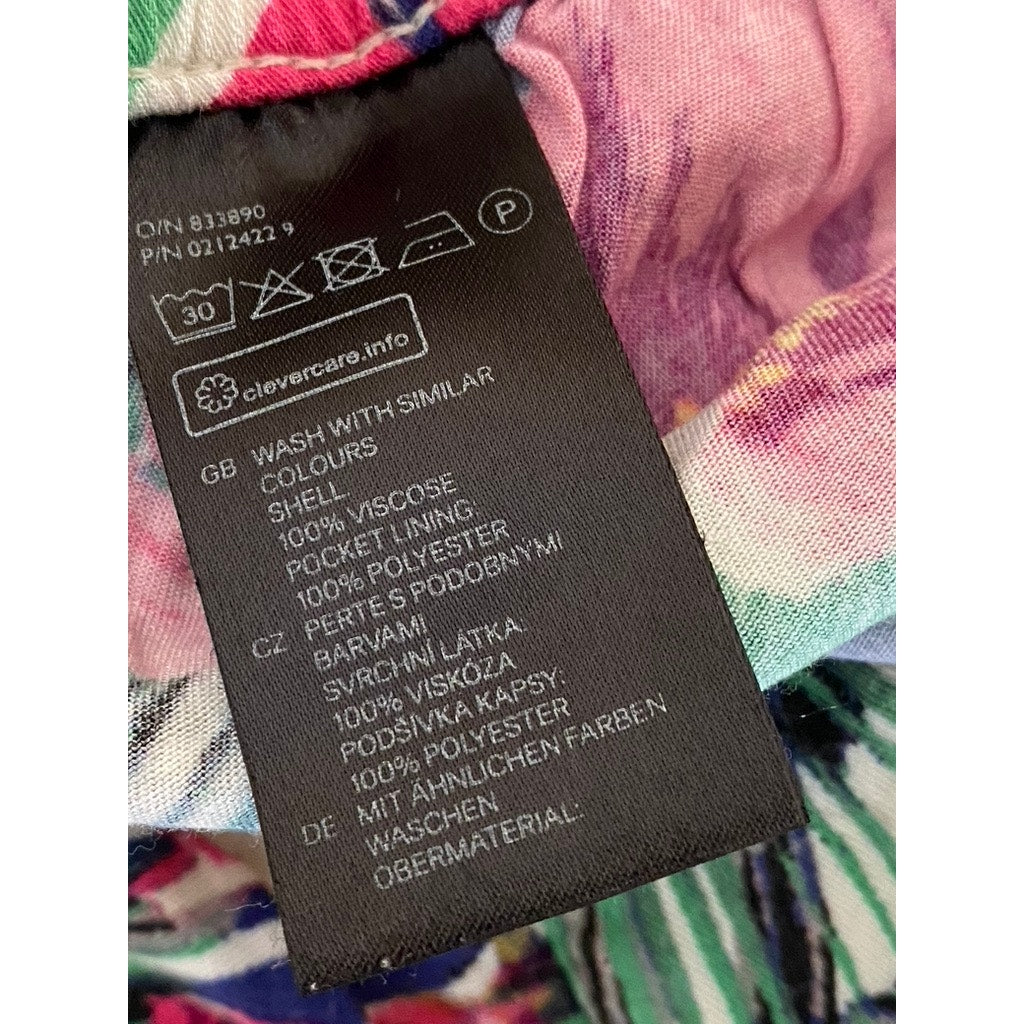 O/N 833890
P/N 0212422 9
30
P
clevercare.info
GB WASH WITH SIMILAR
COLOURS
SHELL
100% VISCOSE
POCKET LINING:
100% POLYESTER
CZ PERTE S PODOBNÝMI
BARVAMI
SVRCHNÍ LÁTKA:
100% VISKÓZA
PODŠÍVKA KAPSY:
100% POLYESTER
DE MIT ÄHNLICHEN FARBEN
WASCHEN
OBERMATERIAL: